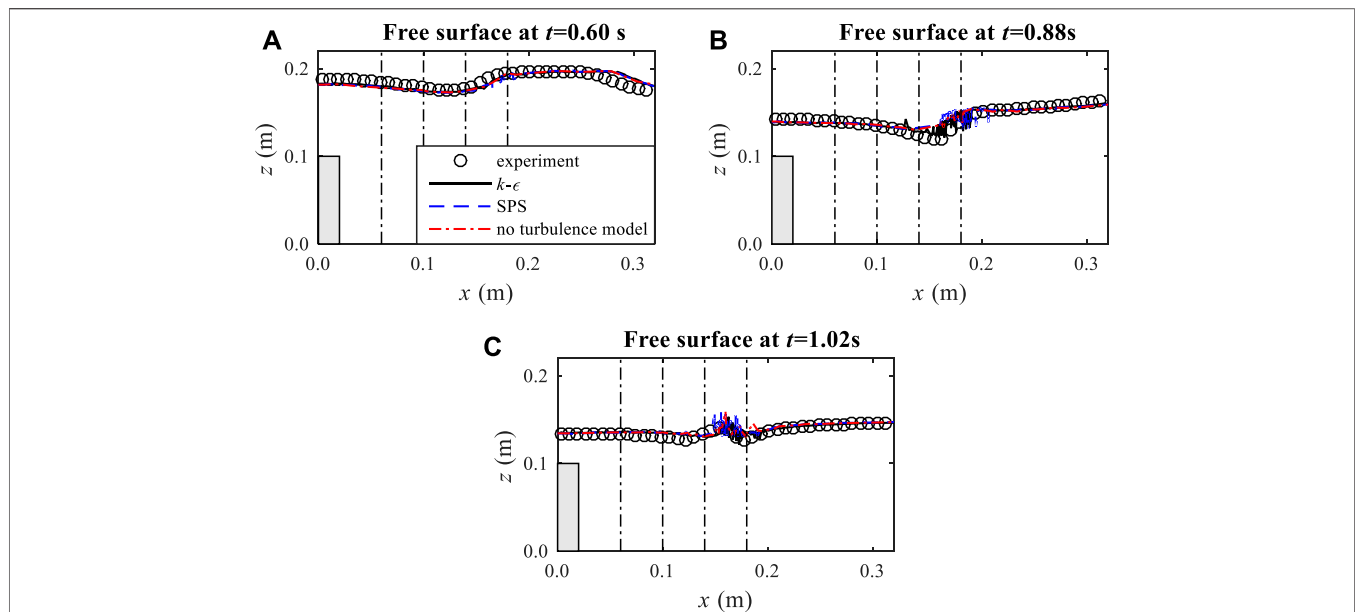 A
Free surface at t=0.60 s
0.2
0.1
0.0
z (m)
experiment
k-ϵ
SPS
no turbulence model
0.0 0.1 0.2 0.3
x (m)
B
Free surface at t=0.88s
0.2
0.1
0.0
z (m)
0.0 0.1 0.2 0.3
x (m)
C
Free surface at t=1.02s
0.2
0.1
0.0
z (m)
0.0 0.1 0.2 0.3
x (m)